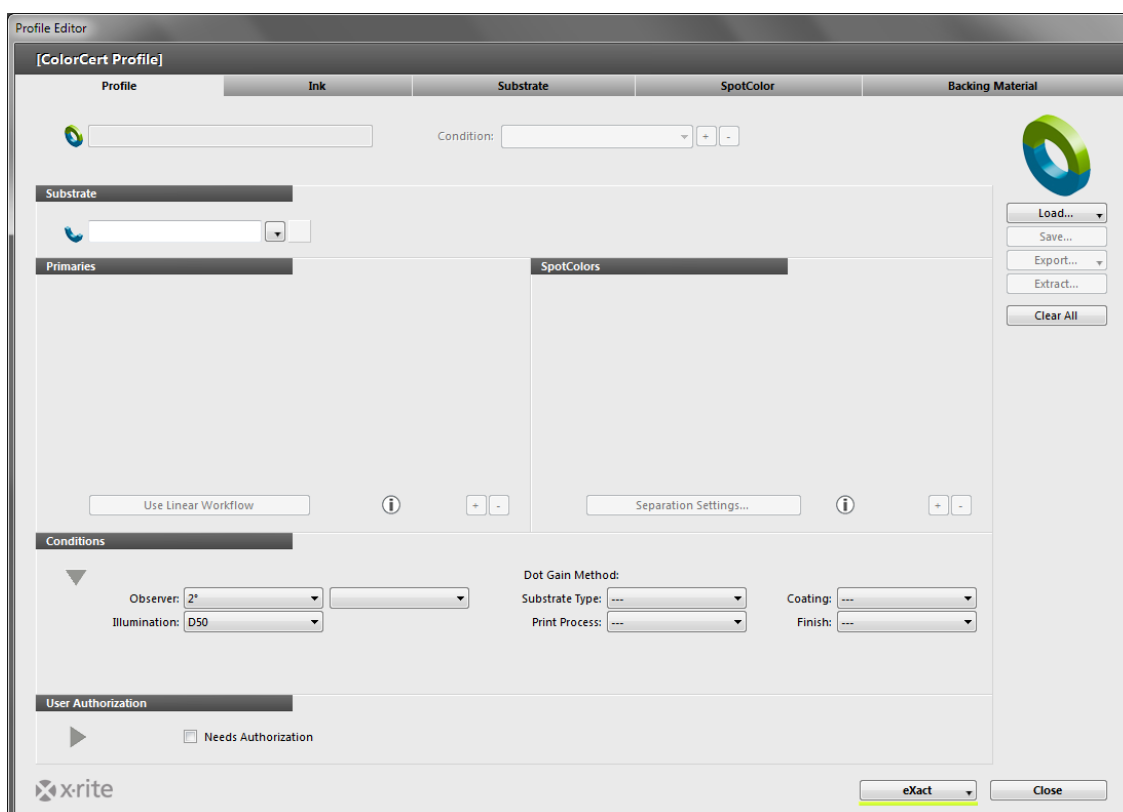 Profile Editor
[ColorCert Profile]
Profile Ink Substrate SpotColor Backing Material
Condition: + -
Substrate
Load...
Save...
Export...
Extract...
Clear All
Primaries SpotColors
Use Linear Workflow i + - Separation Settings... i + -
Conditions
Dot Gain Method:
Observer: 2° Substrate Type: --- Coating: ---
Illumination: D50 Print Process: --- Finish: ---
User Authorization
Needs Authorization
x·rite eXact Close